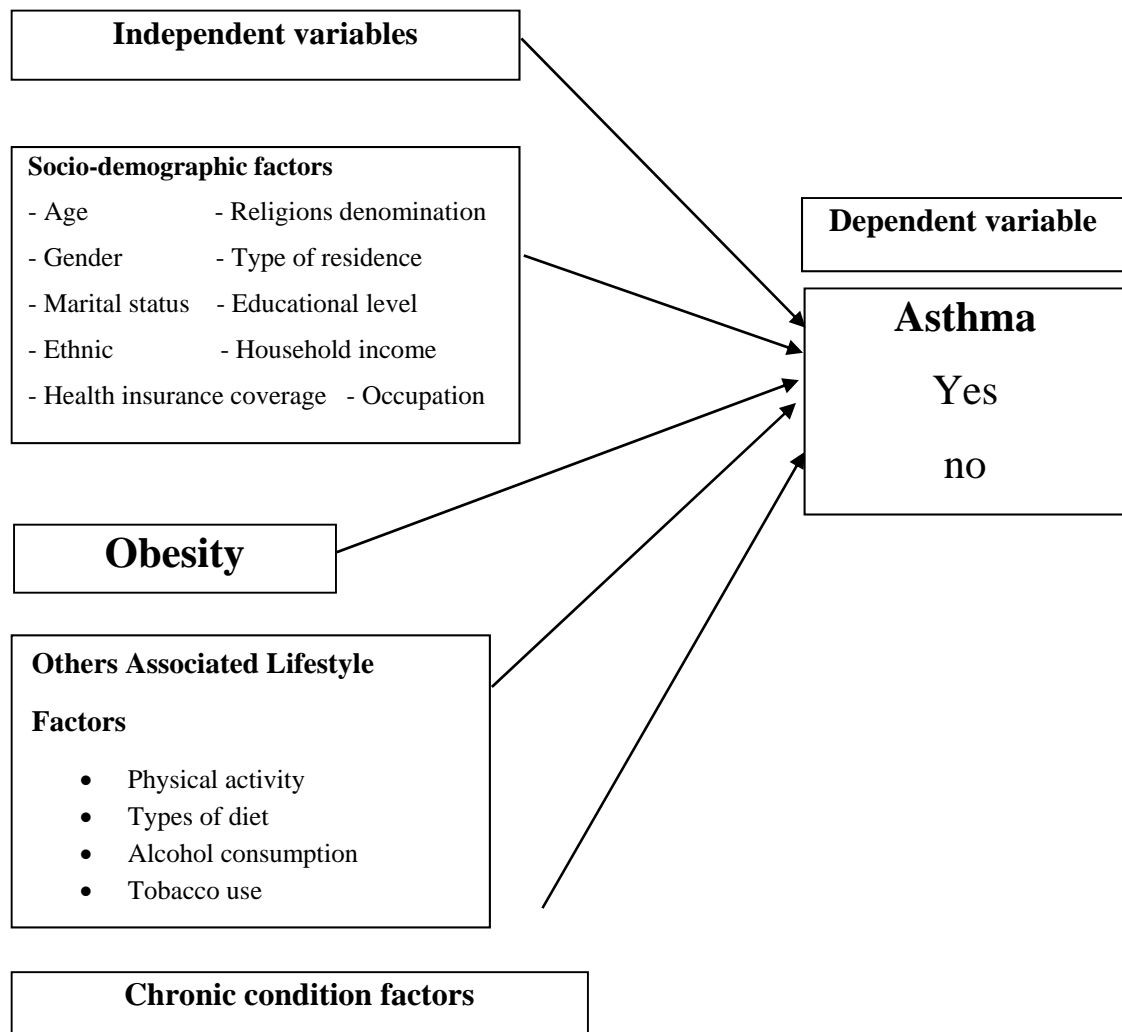 Independent variables
Socio-demographic factors
- Age - Religions denomination
- Gender - Type of residence
- Marital status - Educational level
- Ethnic - Household income
- Health insurance coverage - Occupation
Dependent variable
Asthma
Yes
no
Obesity
Others Associated Lifestyle
Factors
• Physical activity
• Types of diet
• Alcohol consumption
• Tobacco use
Chronic condition factors